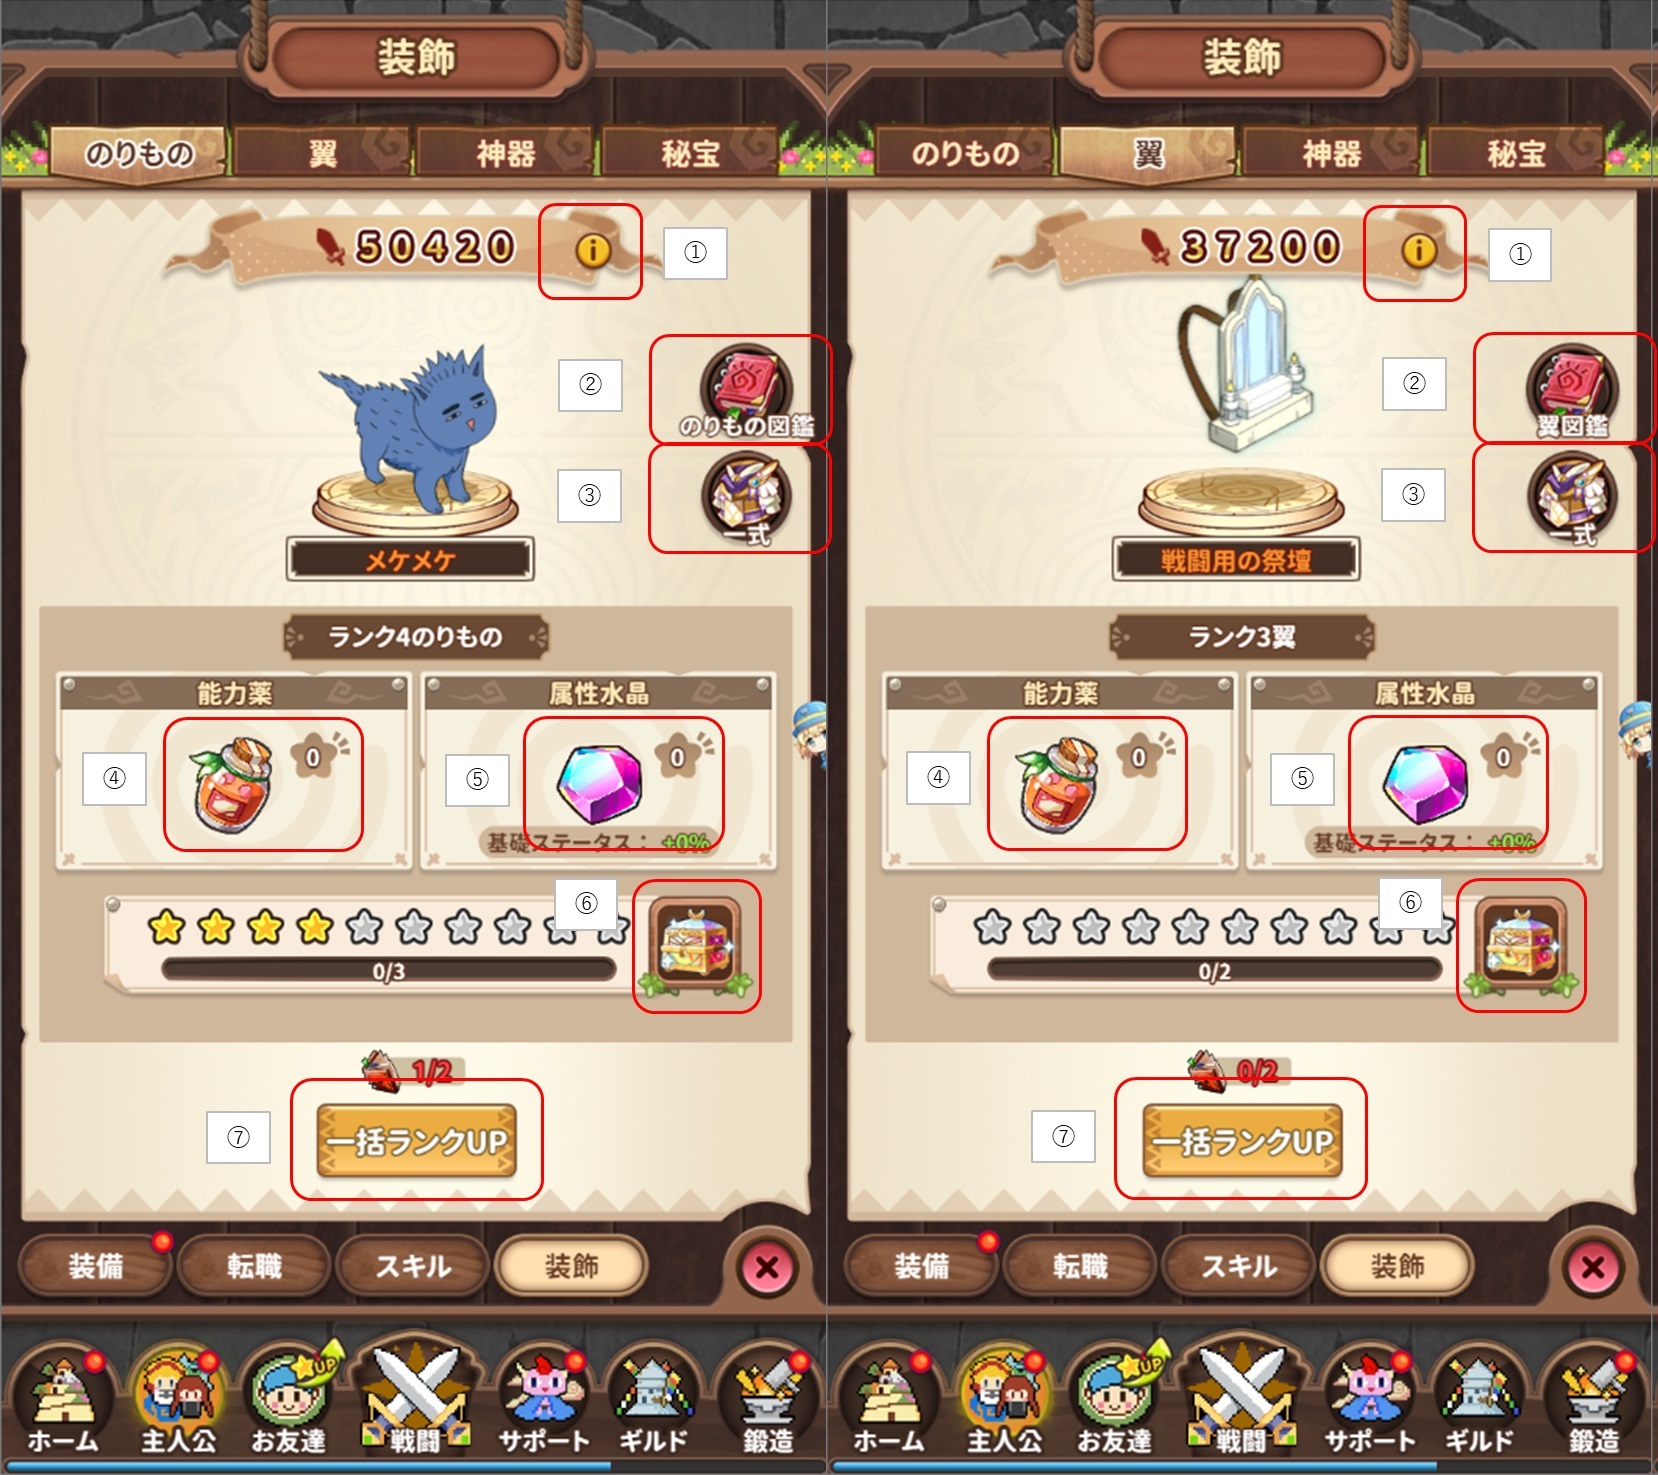 装飾
のりもの 翼 神器 秘宝
50420 i ①
② のりもの図鑑
③ 一式
メケメケ
ランク4のりもの
能力薬 属性水晶
④ 0 ⑤ 0
基礎ステータス： +0%
⑥
0/3
1/2
⑦ 一括ランクUP
装備 転職 スキル 装飾
UP
ホーム 主人公 お友達 戦闘 サポート ギルド 鍛造
装飾
のりもの 翼 神器 秘宝
37200 i ①
② 翼図鑑
③ 一式
戦闘用の祭壇
ランク3翼
能力薬 属性水晶
④ 0 ⑤ 0
基礎ステータス： +0%
⑥
0/2
0/2
⑦ 一括ランクUP
装備 転職 スキル 装飾
UP
ホーム 主人公 お友達 戦闘 サポート ギルド 鍛造